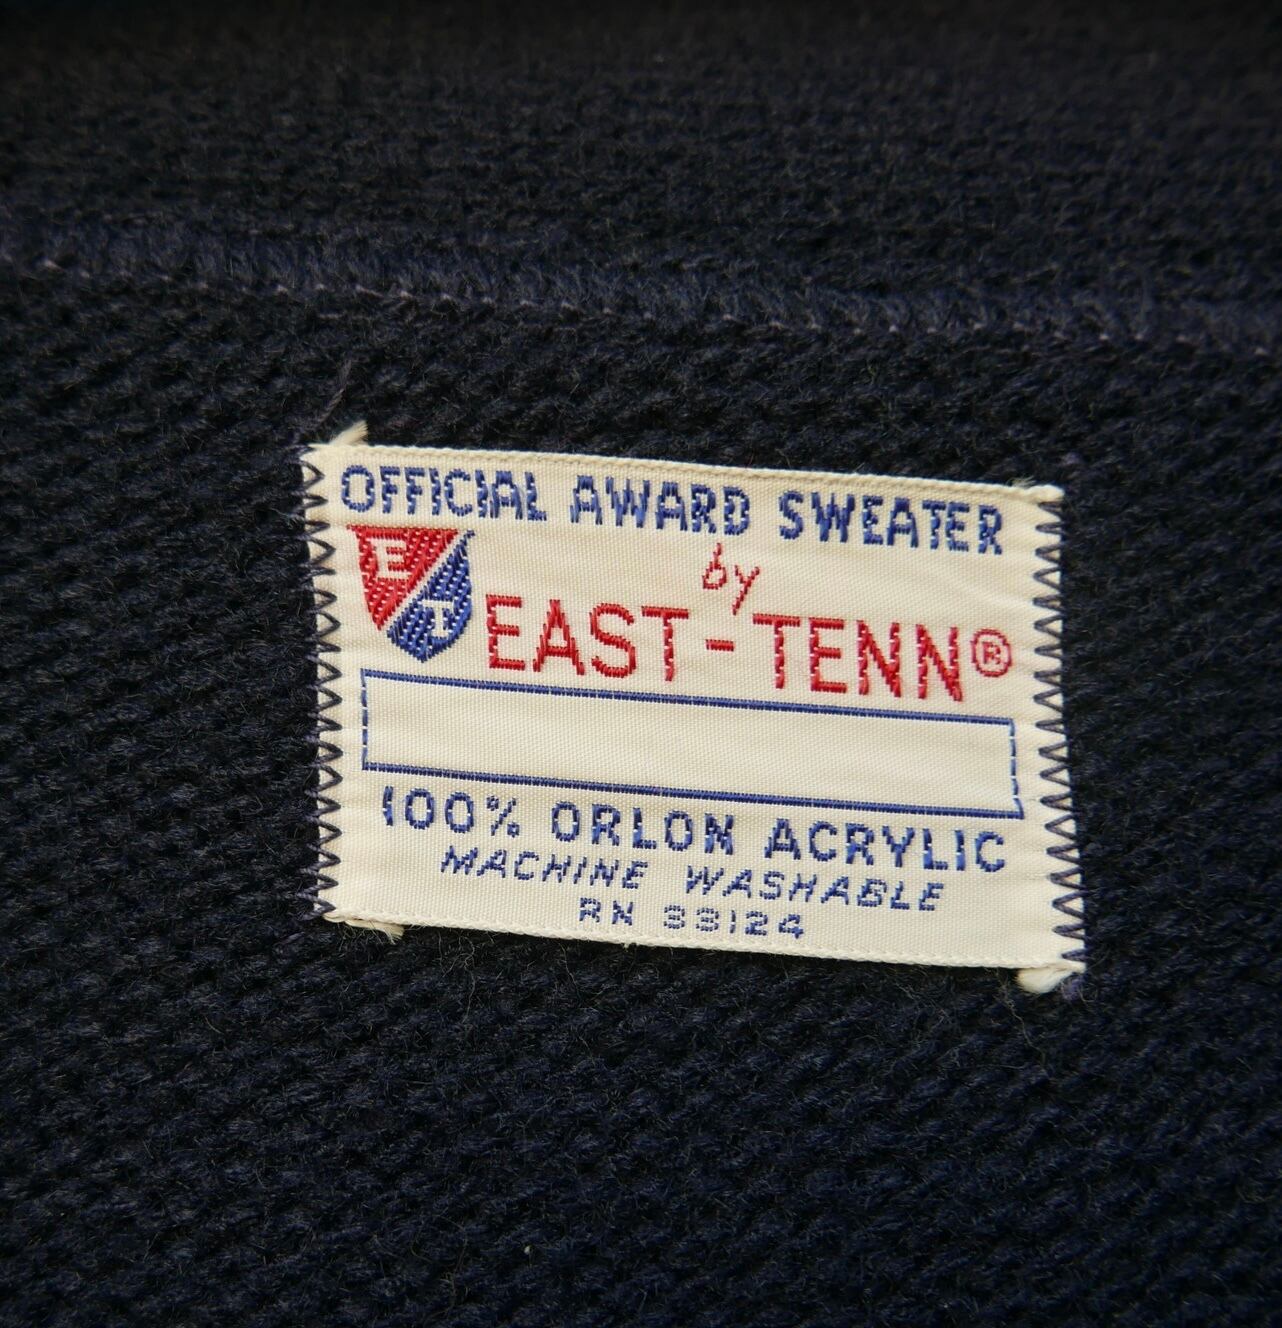 OFFICIAL AWARD SWEATER
by
E
T
EAST-TENN®
100% ORLON ACRYLIC
MACHINE WASHABLE
RN 33124